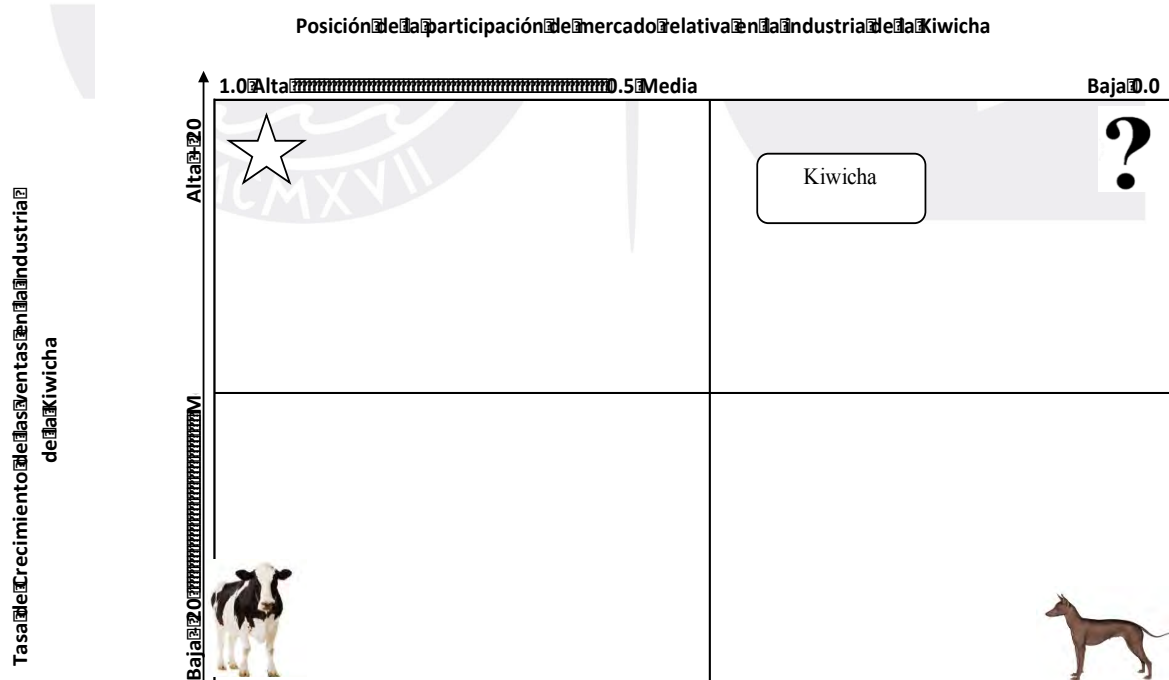 Posición de la participación de mercado relativa en la industria de la Kiwicha
1.0 Alta 0.5 Media Baja 0.0
Alta + 20
?
Kiwicha
MCMXVII
Tasa de Crecimiento de las ventas en la industria
de la Kiwicha
Baja - 20 M